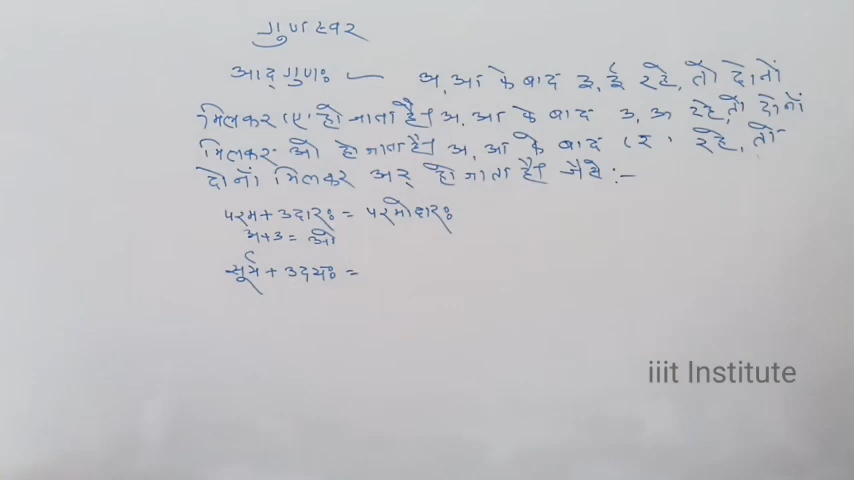 गुण स्वर
आद् गुणः — अ, आ के बाद इ, ई रहे, तो दोनों
मिलकर 'ए' हो जाता है। अ, आ के बाद उ, ऊ रहे, तो दोनों
मिलकर ओ हो जाता है। अ, आ के बाद 'ऋ' रहे, तो
दोनों मिलकर अर् हो जाता है। जैसे :-
परम + उदारः = परमोदारः
अ + उ = ओ
सूर्य + उदयः =
iiit Institute